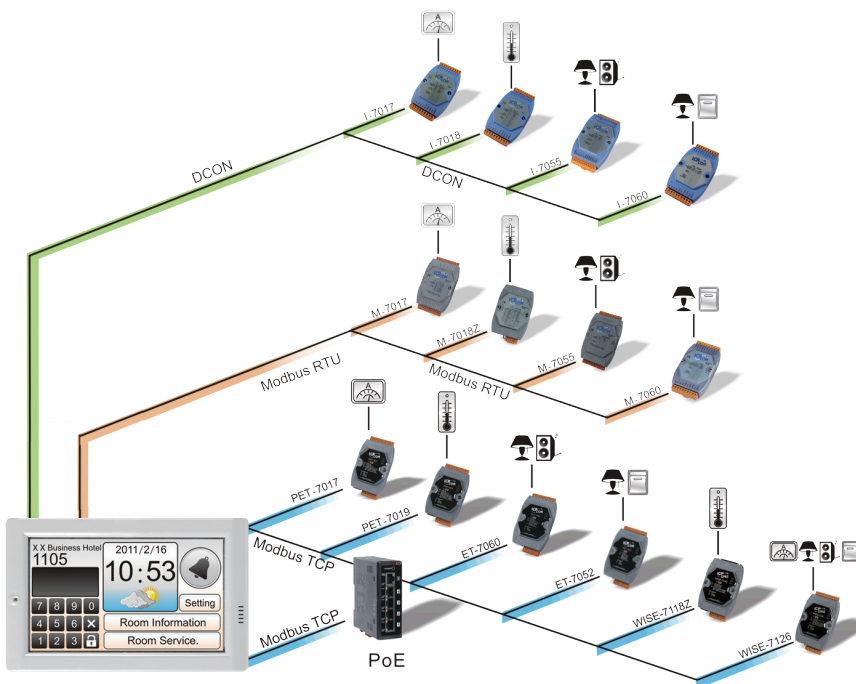 A
I-7017
I-7018
I-7055
I-7060
DCON
DCON
A
M-7017
M-7018Z
M-7055
M-7060
Modbus RTU
Modbus RTU
A
PET-7017
PET-7019
ET-7060
ET-7052
WISE-7118Z
WISE-7126
Modbus TCP
Modbus TCP
PoE
X X Business Hotel
1105
2011/2/16
10:53
Setting
7 8 9 0
4 5 6 X
1 2 3
Room Information
Room Service.